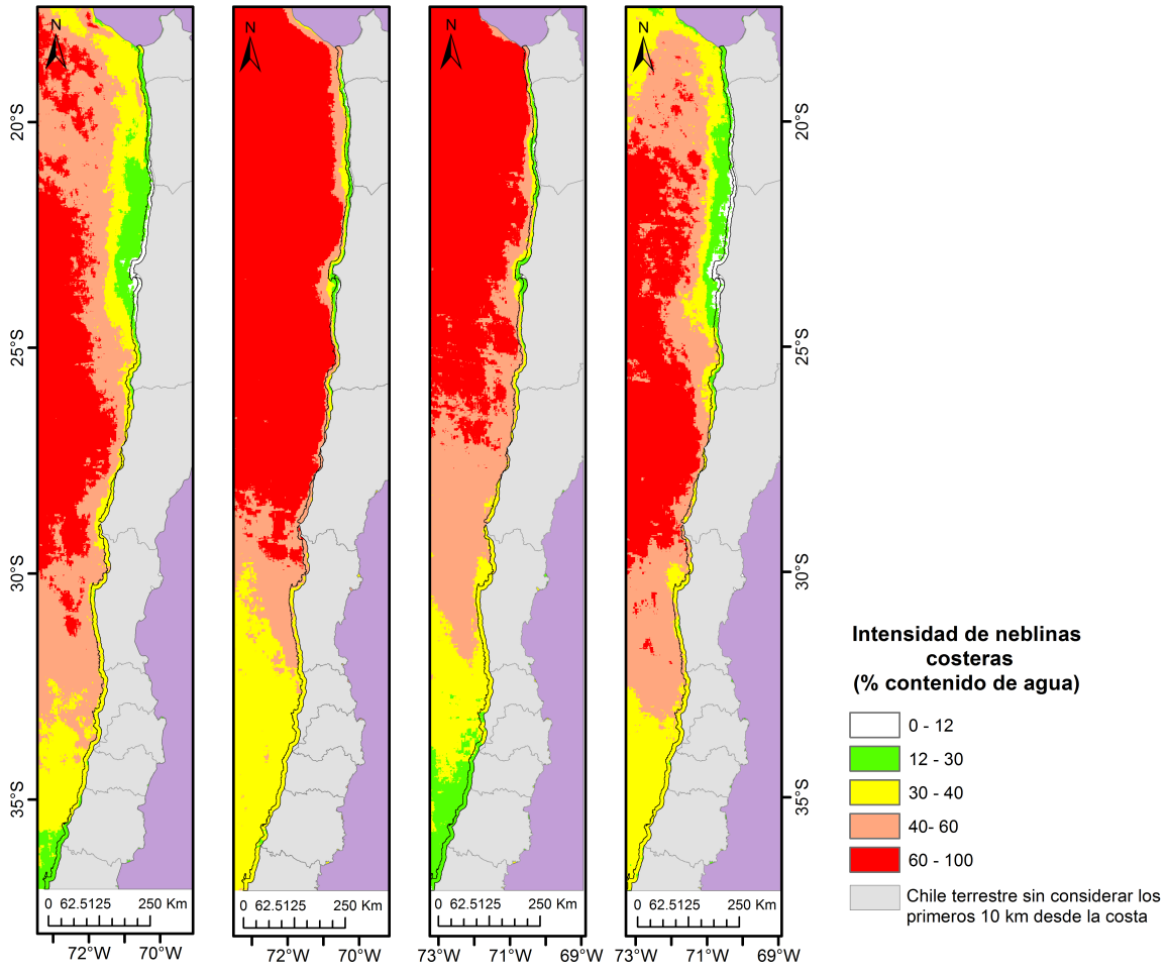 N
N
N
N
20°S
25°S
30°S
35°S
20°S
25°S
30°S
35°S
0 62.5125 250 Km
0 62.5125 250 Km
0 62.5125 250 Km
0 62.5125 250 Km
72°W 70°W
72°W 70°W
73°W 71°W 69°W
73°W 71°W 69°W
Intensidad de neblinas
costeras
(% contenido de agua)
0 - 12
12 - 30
30 - 40
40- 60
60 - 100
Chile terrestre sin considerar los
primeros 10 km desde la costa